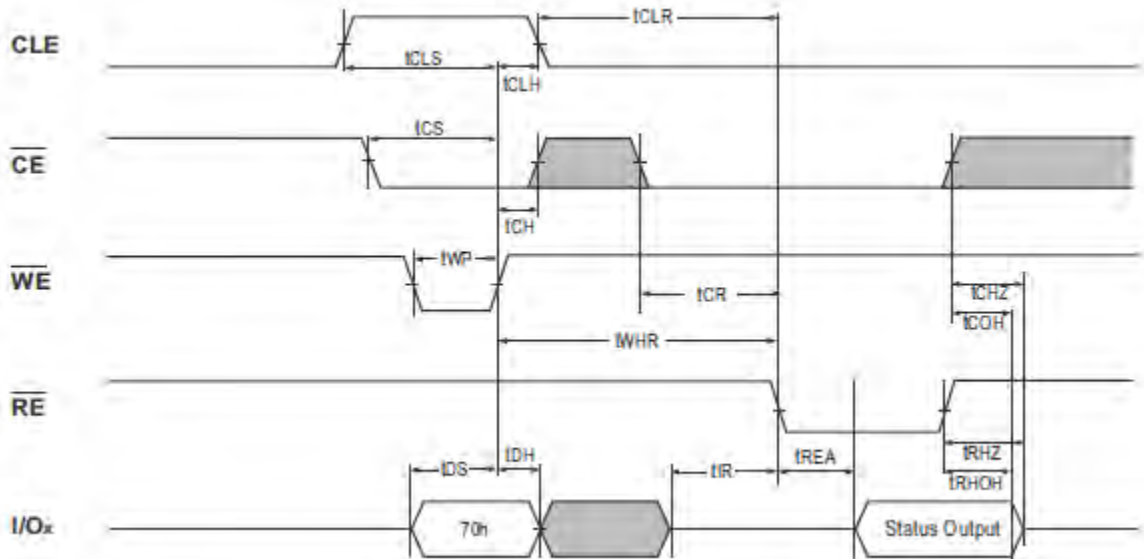 tCLR
CLE
tCLS
tCLH
tCS
CE
tCH
tWP
WE
tCR
tCHZ
tCOH
tWHR
RE
tRHZ
tDH
tDS
tIR
tREA
tRHOH
I/Ox
70h
Status Output